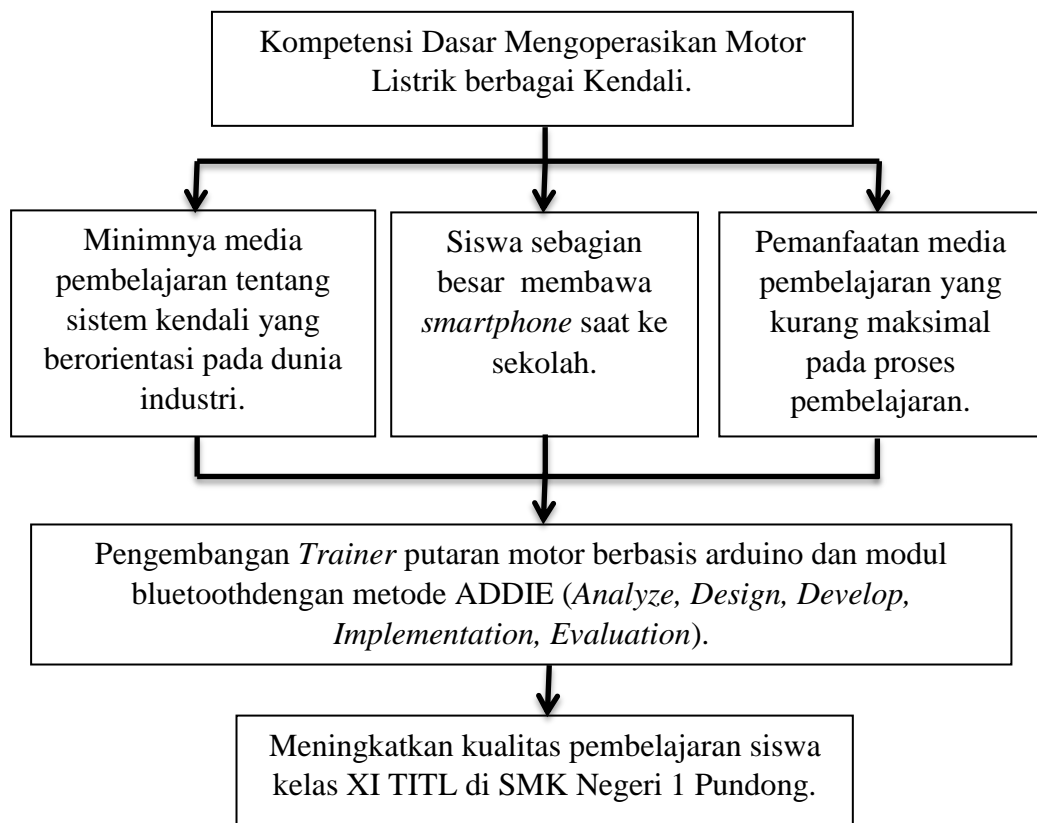 Kompetensi Dasar Mengoperasikan Motor
Listrik berbagai Kendali.
Minimnya media
pembelajaran tentang
sistem kendali yang
berorientasi pada dunia
industri.
Siswa sebagian
besar  membawa
smartphone saat ke
sekolah.
Pemanfaatan media
pembelajaran yang
kurang maksimal
pada proses
pembelajaran.
Pengembangan Trainer putaran motor berbasis arduino dan modul
bluetoothdengan metode ADDIE (Analyze, Design, Develop,
Implementation, Evaluation).
Meningkatkan kualitas pembelajaran siswa
kelas XI TITL di SMK Negeri 1 Pundong.